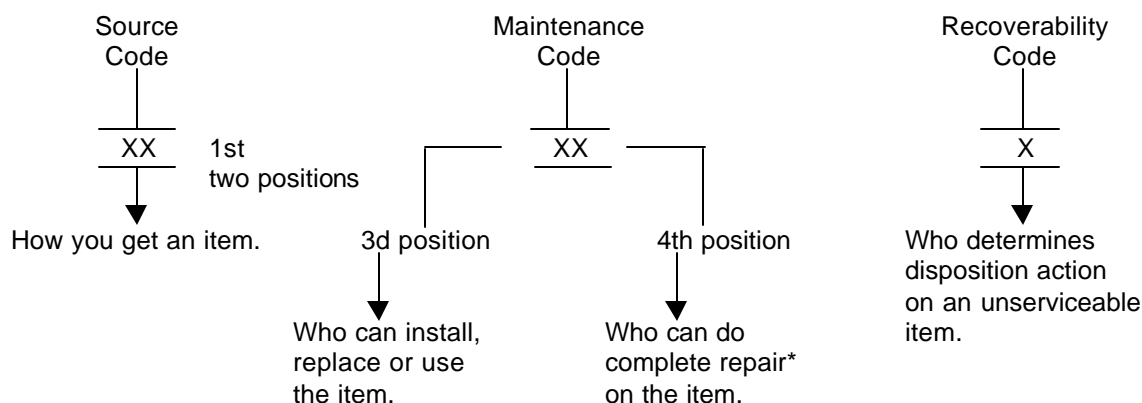 Source
Code
Maintenance
Code
Recoverability
Code
XX
1st
two positions
XX
X
How you get an item.
3d position
4th position
Who determines
disposition action
on an unserviceable
item.
Who can install,
replace or use
the item.
Who can do
complete repair*
on the item.